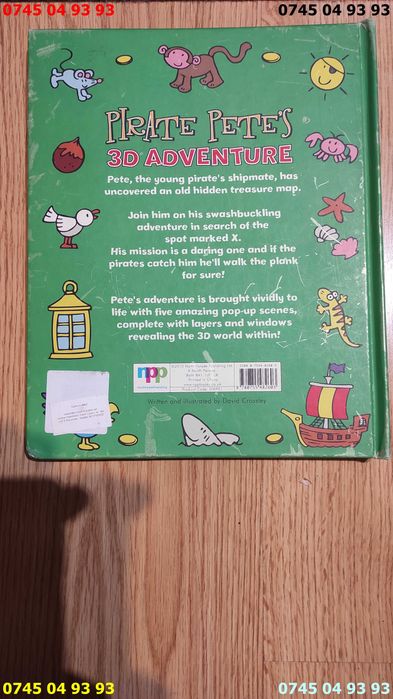 0745 04 93 93 0745 04 93 93
PIRATE PETE'S
3D ADVENTURE
Pete, the young pirate's shipmate, has
uncovered an old hidden treasure map.
Join him on his swashbuckling
adventure in search of the
spot marked X.
His mission is a daring one and if the
pirates catch him he'll walk the plank
for sure!
Pete's adventure is brought vividly to
life with five amazing pop-up scenes,
complete with layers and windows
revealing the 3D world within!
npp
Printed in China
Written and illustrated by David Crossley
0745 04 93 93 0745 04 93 93